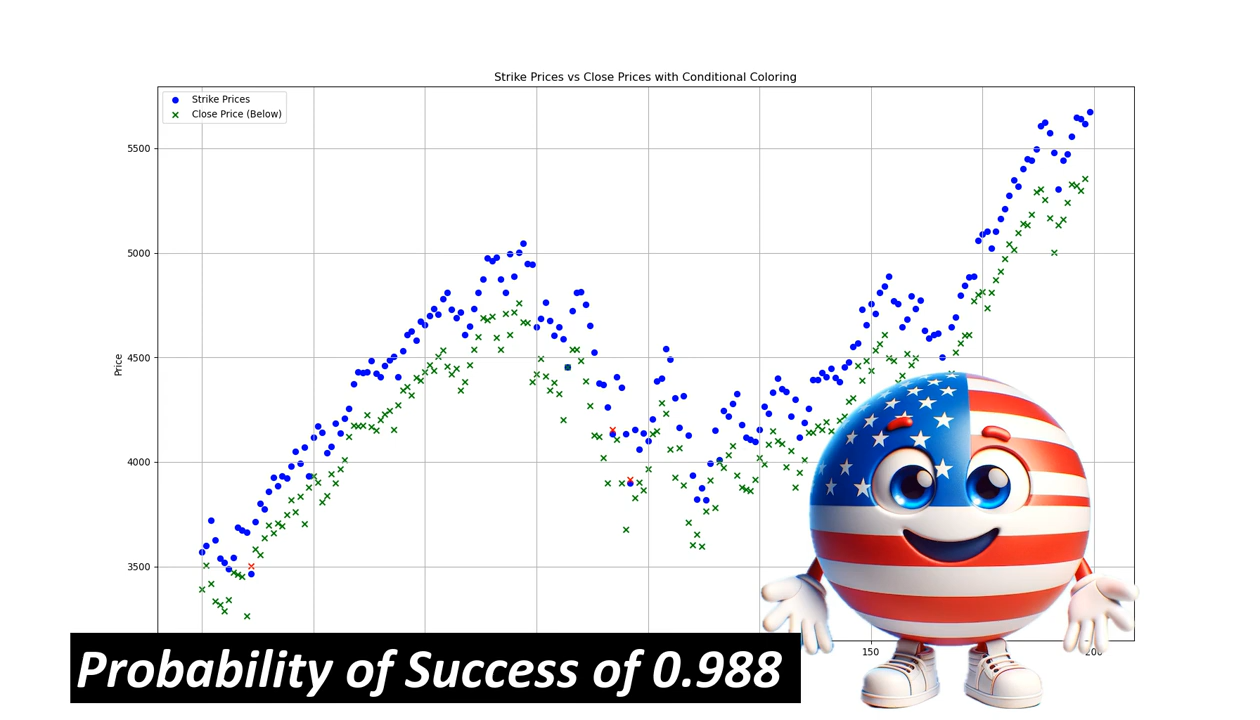 Strike Prices vs Close Prices with Conditional Coloring
Strike Prices
Close Price (Below)
5500
5000
4500
4000
3500
Price
150
200
Probability of Success of 0.988